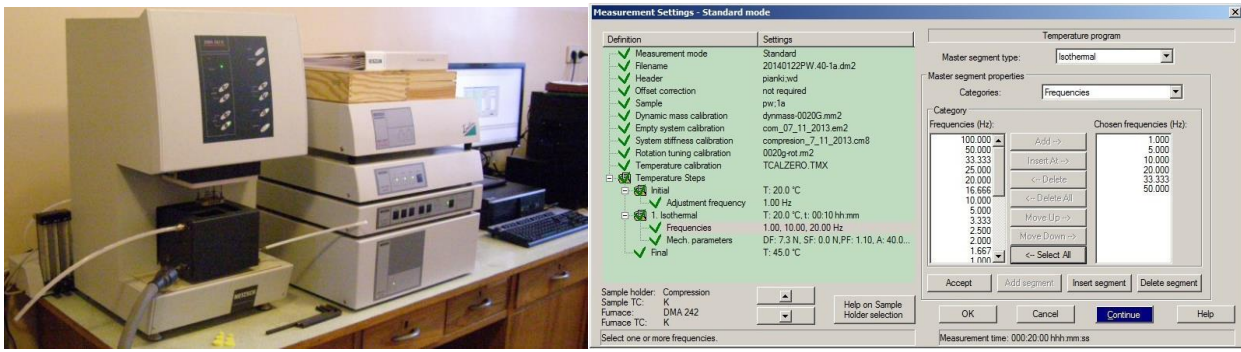 NETZSCH
Measurement Settings - Standard mode
Definition Settings
Measurement mode Standard
Filename 20140122PW.40-1a.dm2
Header pianki;wd
Offset correction not required
Sample pw;1a
Dynamic mass calibration dynmass-0020G.mm2
Empty system calibration com_07_11_2013.em2
System stiffness calibration compresion_7_11_2013.cm8
Rotation tuning calibration 0020g-rot.rm2
Temperature calibration TCALZERO.TMX
Temperature Steps
Initial T: 20.0 °C
Adjustment frequency 1.00 Hz
1. Isothermal T: 20.0 °C, t: 00:10 hh:mm
Frequencies 1.00, 10.00, 20.00 Hz
Mech. parameters DF: 7.3 N, SF: 0.0 N,PF: 1.10, A: 40.0...
Final T: 45.0 °C
Sample holder: Compression
Sample TC: K
Furnace: DMA 242
Furnace TC: K
Help on Sample
Holder selection
Select one or more frequencies.
Temperature program
Master segment type: Isothermal
Master segment properties
Categories: Frequencies
Category
Frequencies (Hz):
100.000
50.000
33.333
25.000
20.000
16.666
10.000
5.000
3.333
2.500
2.000
1.667
1.000
Add -->
Insert At -->
<-- Delete
<-- Delete All
Move Up -->
Move Down -->
<-- Select All
Chosen frequencies (Hz):
1.000
5.000
10.000
20.000
33.333
50.000
Accept Add segment Insert segment Delete segment
OK Cancel Continue Help
Measurement time: 000:20:00 hhh:mm:ss